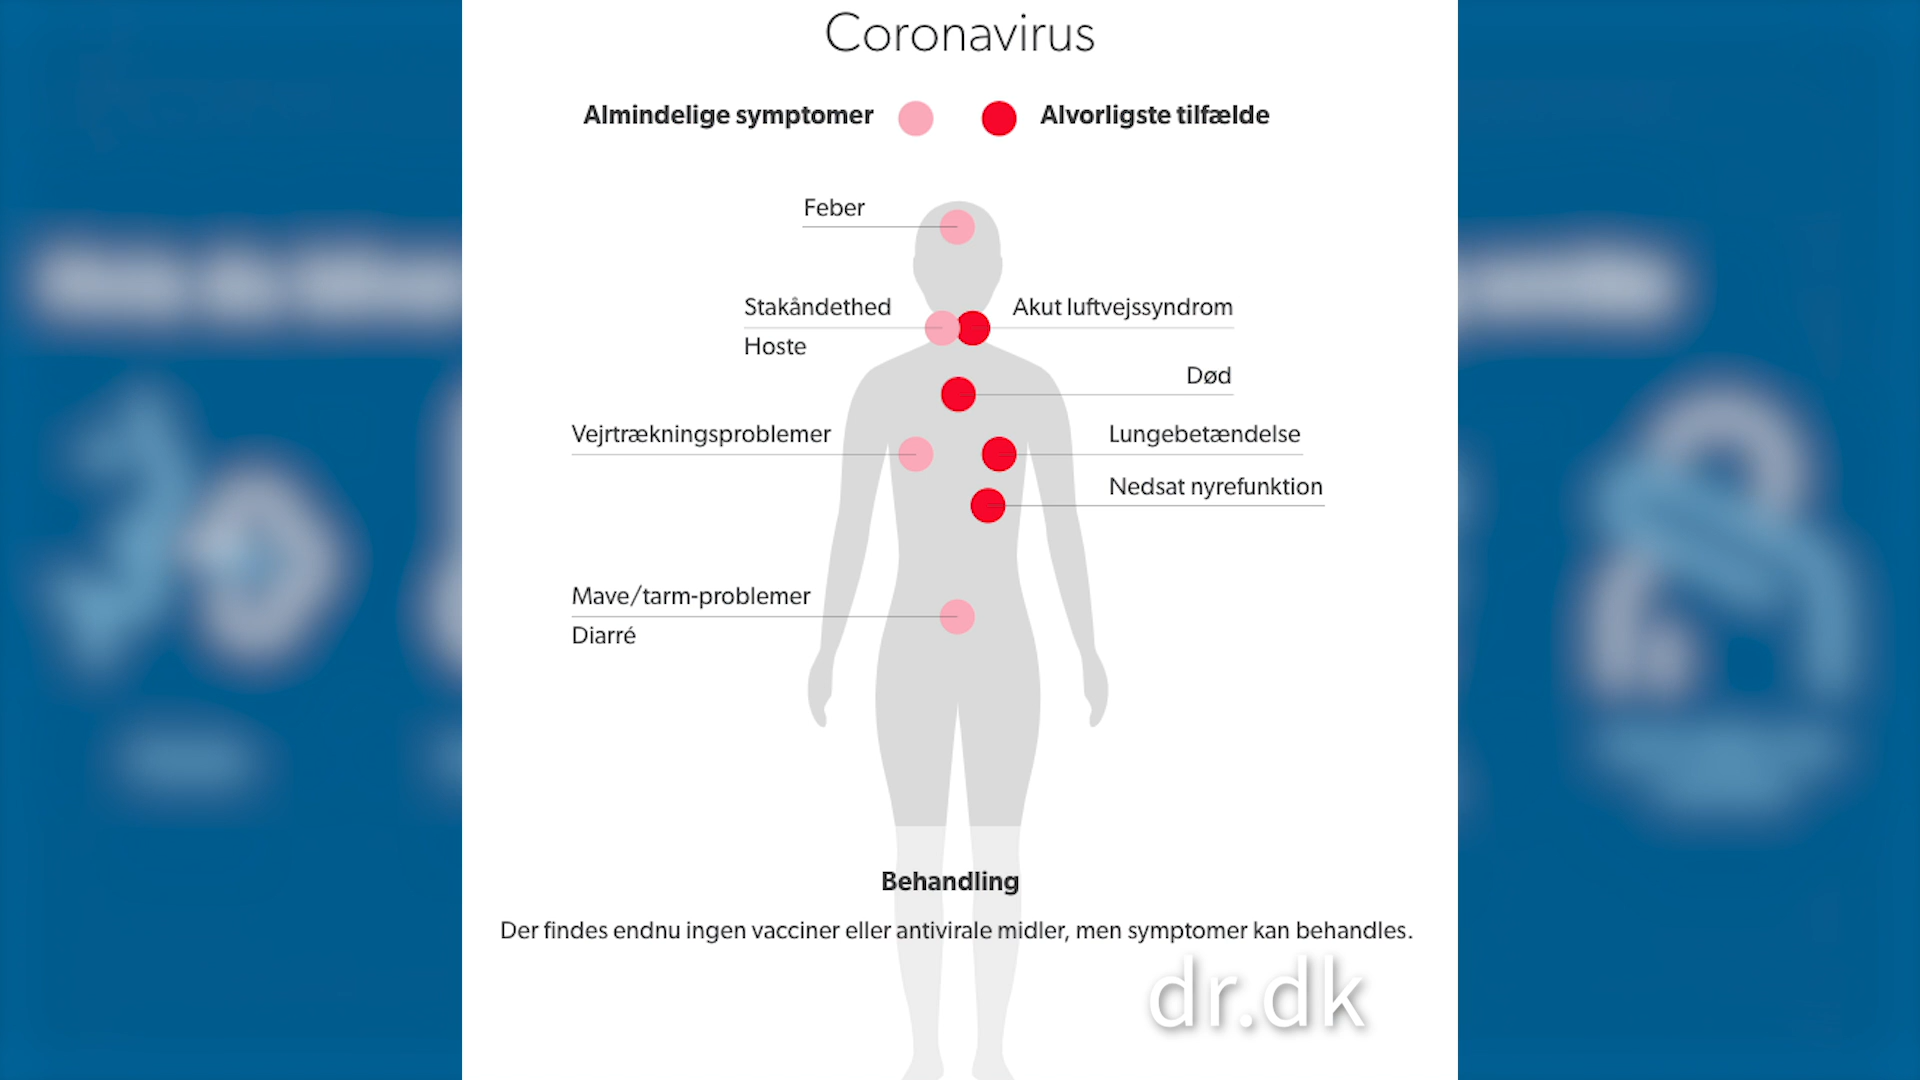 Coronavirus
Almindelige symptomer
Alvorligste tilfælde
Feber
Stakåndethed
Hoste
Akut luftvejssyndrom
Død
Vejrtrækningsproblemer
Lungebetændelse
Nedsat nyrefunktion
Mave/tarm-problemer
Diarré
Behandling
Der findes endnu ingen vacciner eller antivirale midler, men symptomer kan behandles.
dr.dk